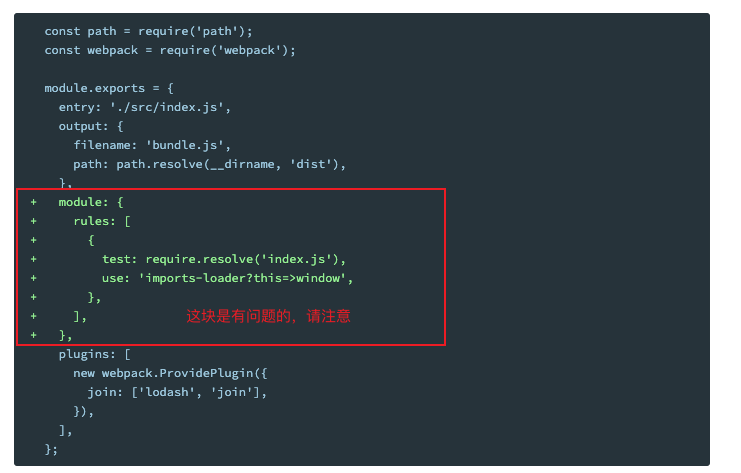 const path = require('path');
const webpack = require('webpack');

module.exports = {
  entry: './src/index.js',
  output: {
    filename: 'bundle.js',
    path: path.resolve(__dirname, 'dist'),
  },
+  module: {
+    rules: [
+      {
+        test: require.resolve('index.js'),
+        use: 'imports-loader?this=>window',
+      },
+    ], 这块是有问题的，请注意
+  },
  plugins: [
    new webpack.ProvidePlugin({
      join: ['lodash', 'join'],
    }),
  ],
};